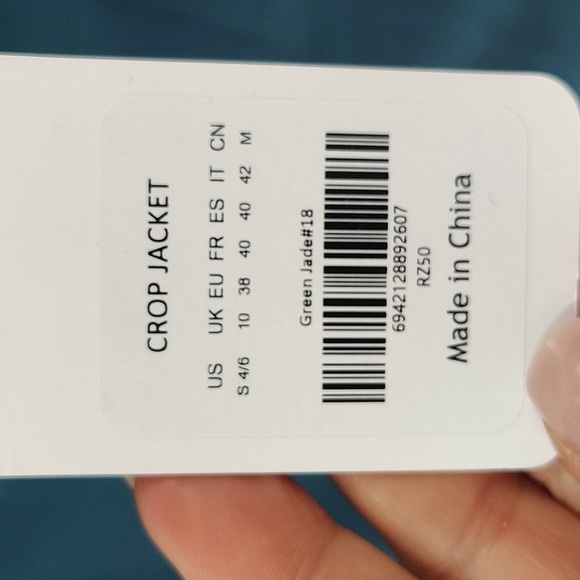 CROP JACKET
US UK EU FR ES IT CN
S 4/6 10 38 40 40 42 M
Green Jade#18
6942128892607
RZ50
Made in China